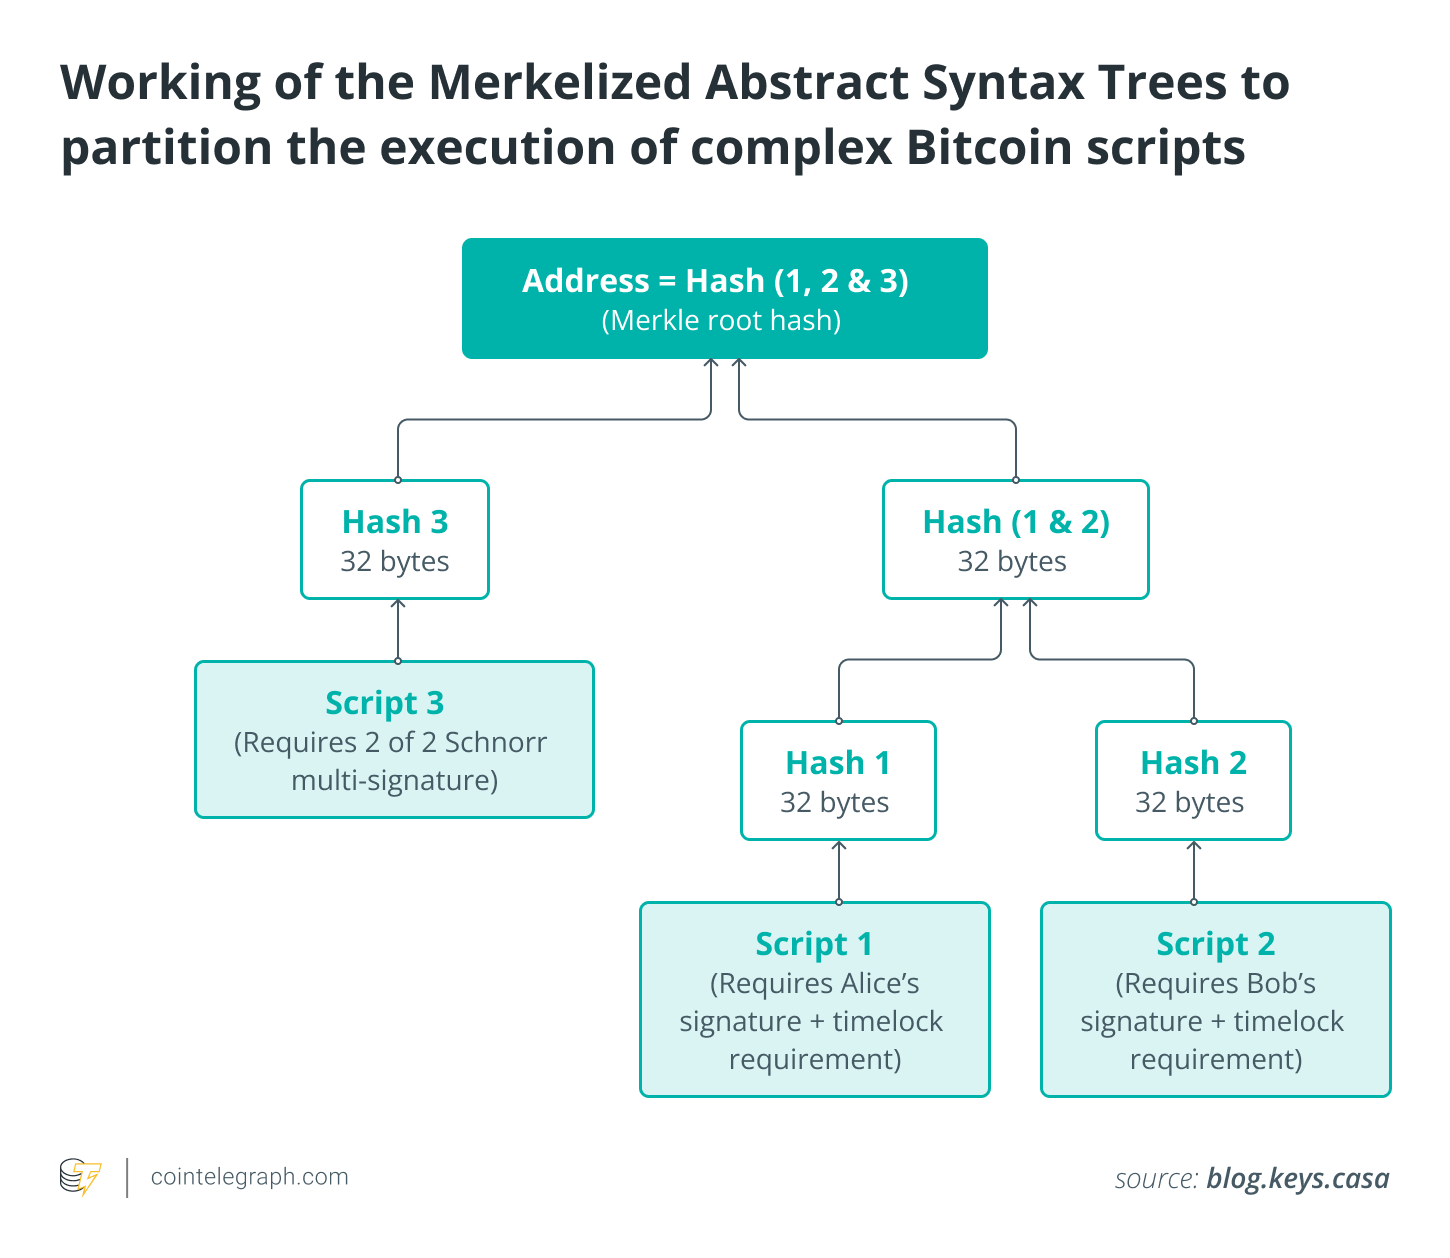 Working of the Merkelized Abstract Syntax Trees to
partition the execution of complex Bitcoin scripts
Address = Hash (1, 2 & 3)
(Merkle root hash)
Hash 3
32 bytes
Hash (1 & 2)
32 bytes
Script 3
(Requires 2 of 2 Schnorr
multi-signature)
Hash 1
32 bytes
Hash 2
32 bytes
Script 1
(Requires Alice’s
signature + timelock
requirement)
Script 2
(Requires Bob’s
signature + timelock
requirement)
cointelegraph.com
source: blog.keys.casa